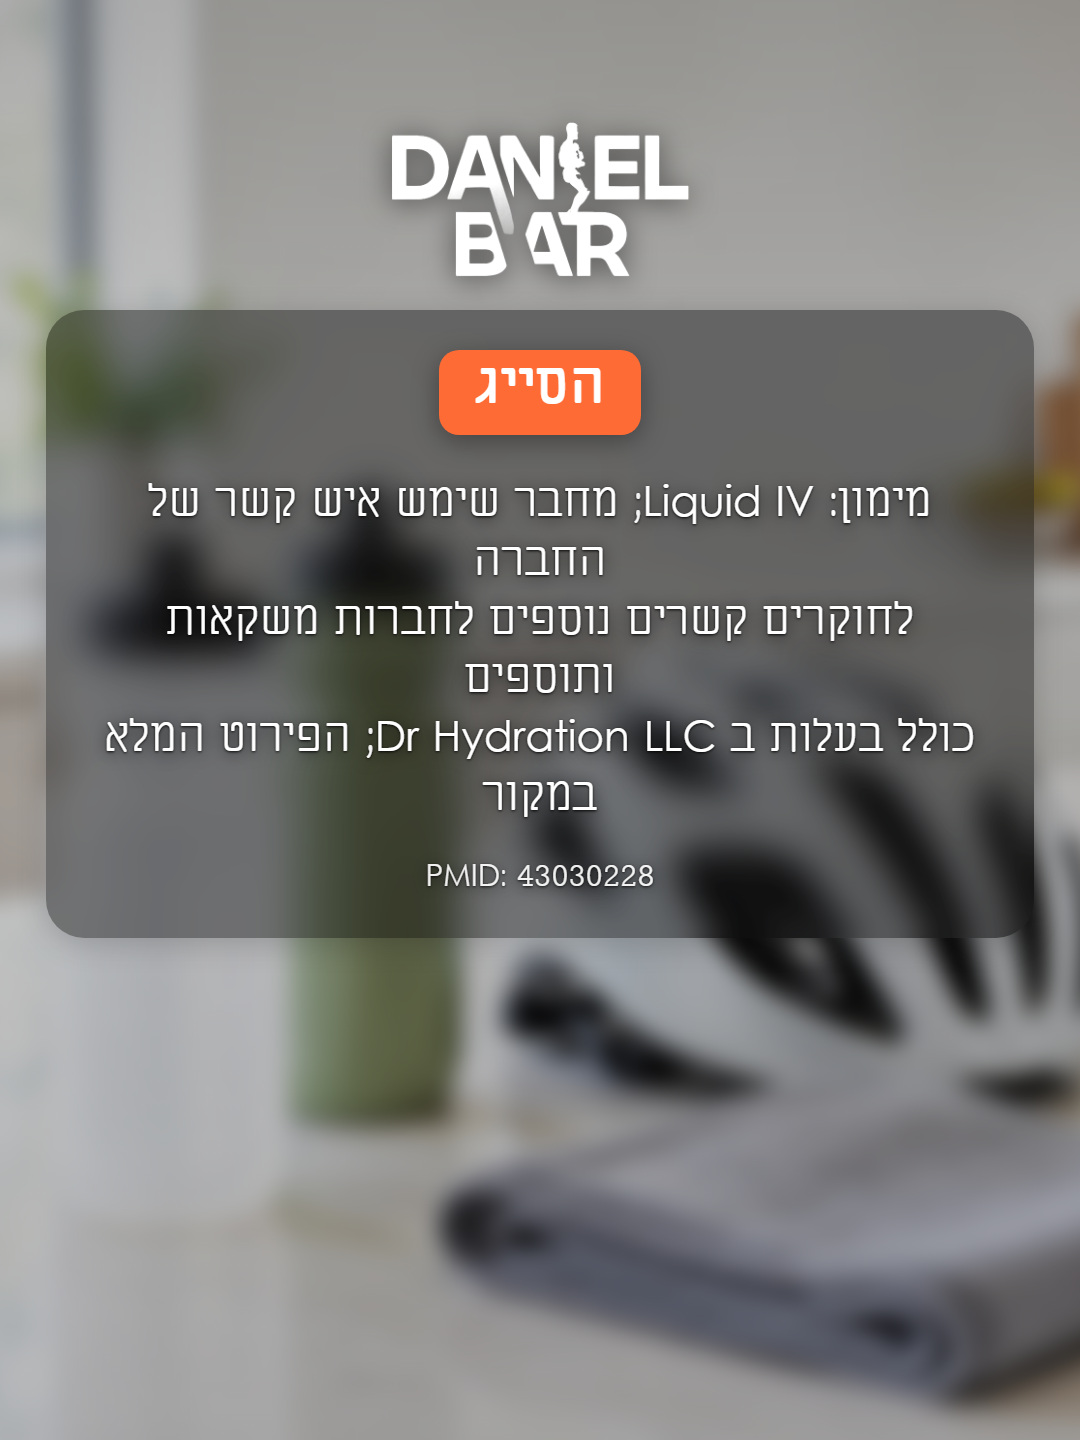 DANIEL
BAR
הסייג
מימון: Liquid IV; מחבר שימש איש קשר של
החברה
לחוקרים קשרים נוספים לחברות משקאות
ותוספים
כולל בעלות ב Dr Hydration LLC; הפירוט המלא
במקור
PMID: 43030228